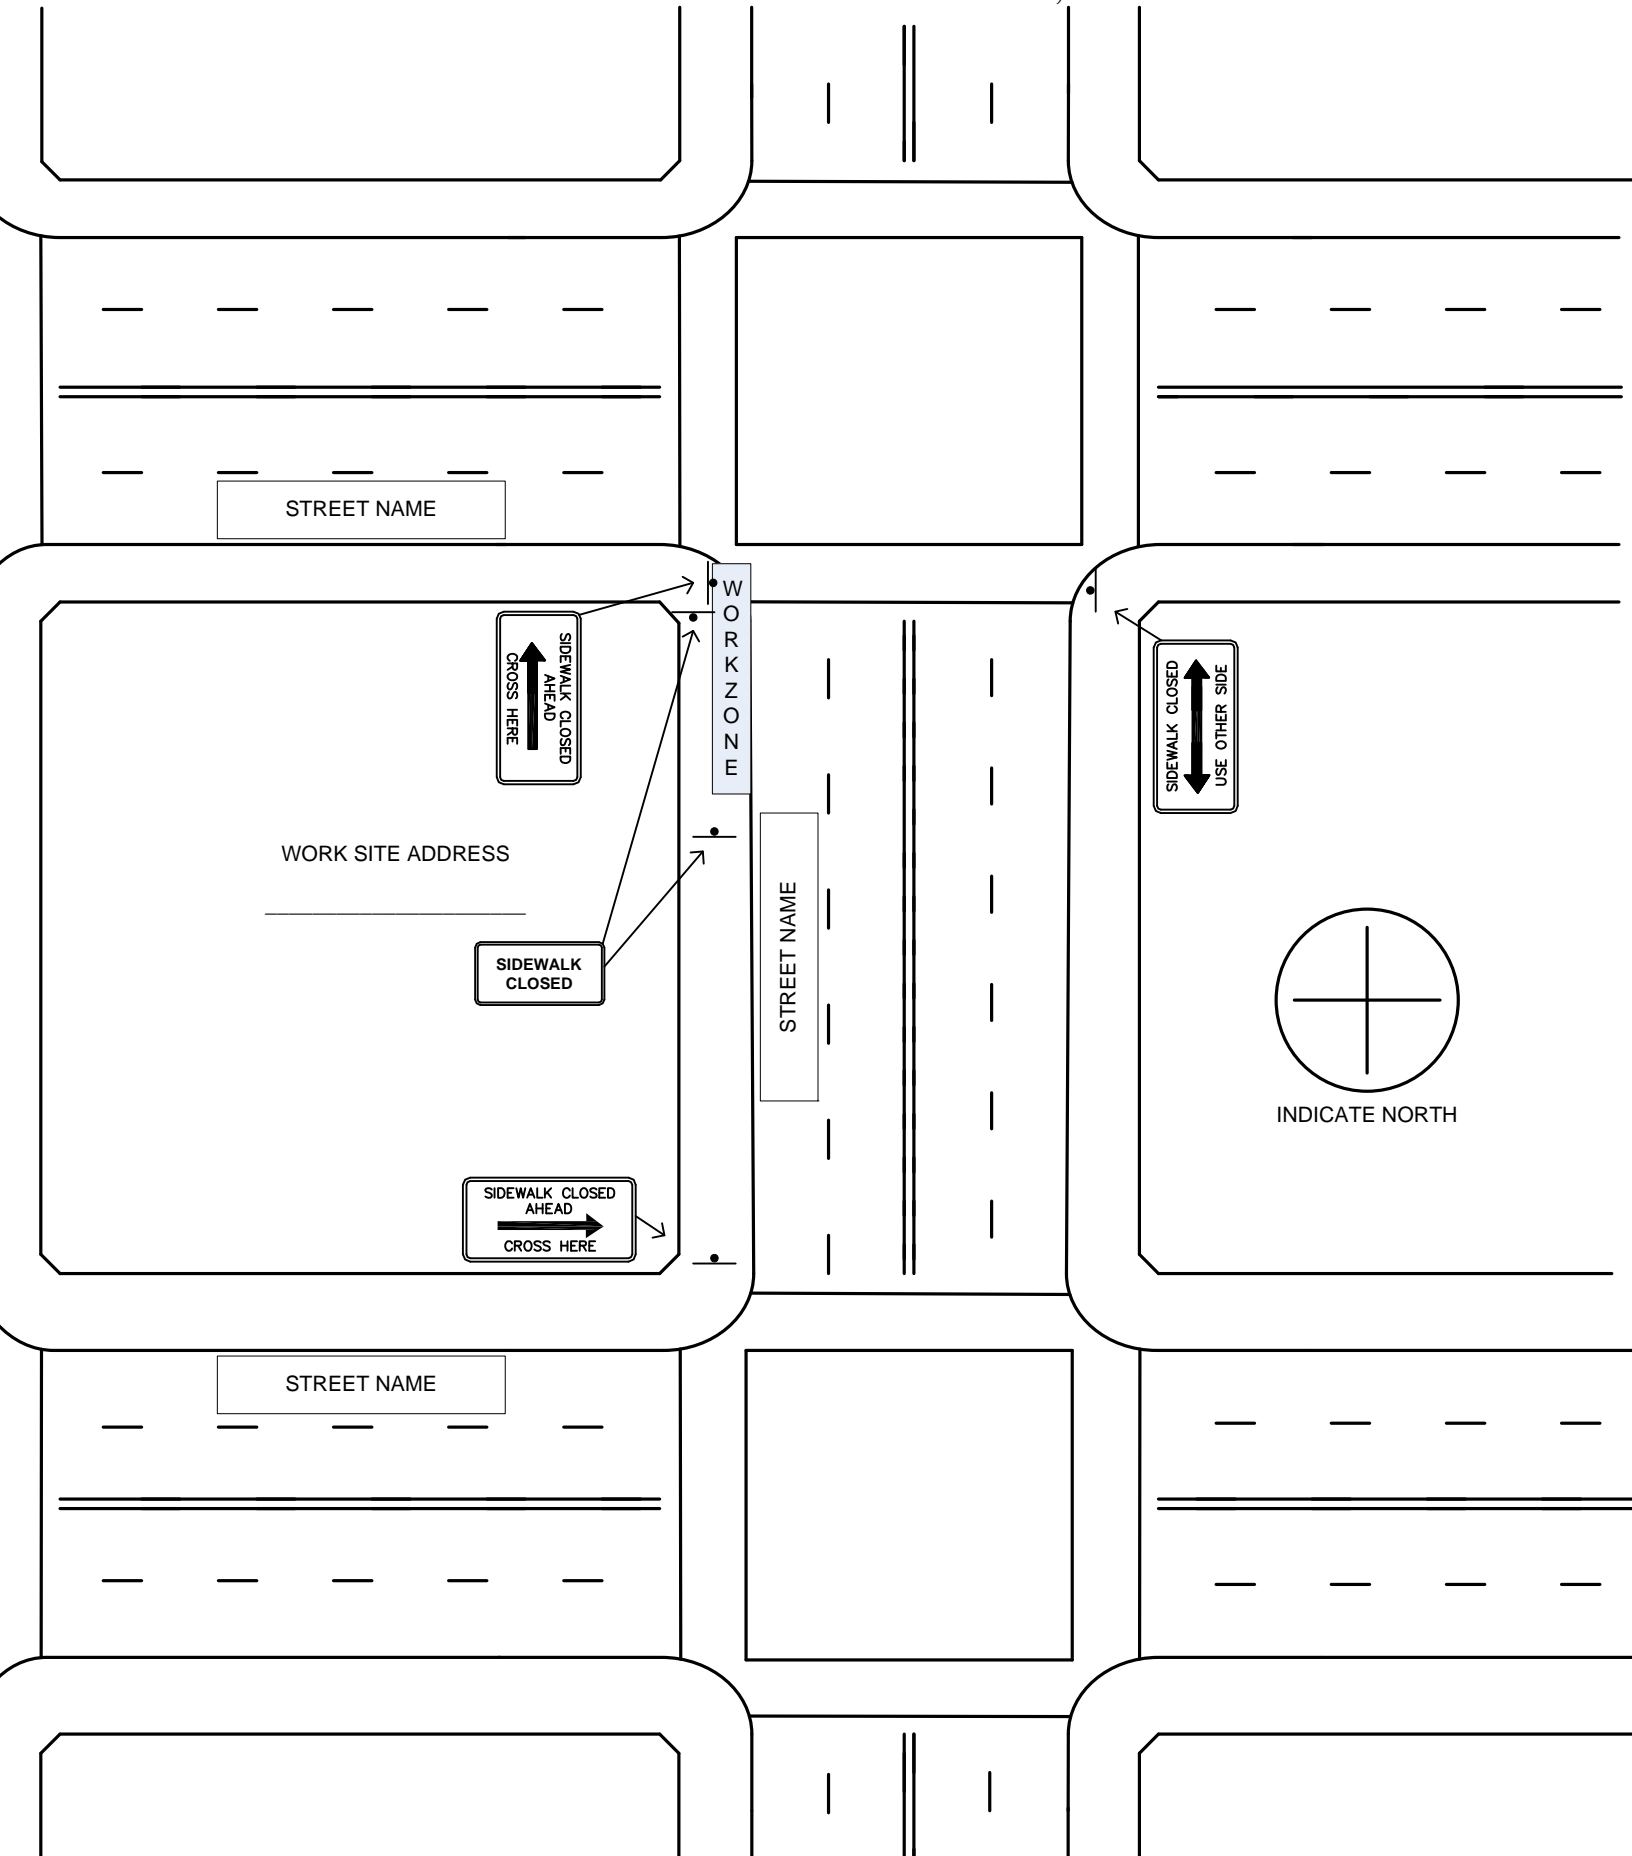 STREET NAME
W
O
R
K
Z
O
N
E
SIDEWALK CLOSED
AHEAD
CROSS HERE
SIDEWALK CLOSED
USE OTHER SIDE
WORK SITE ADDRESS
STREET NAME
SIDEWALK
CLOSED
INDICATE NORTH
SIDEWALK CLOSED
AHEAD
CROSS HERE
STREET NAME